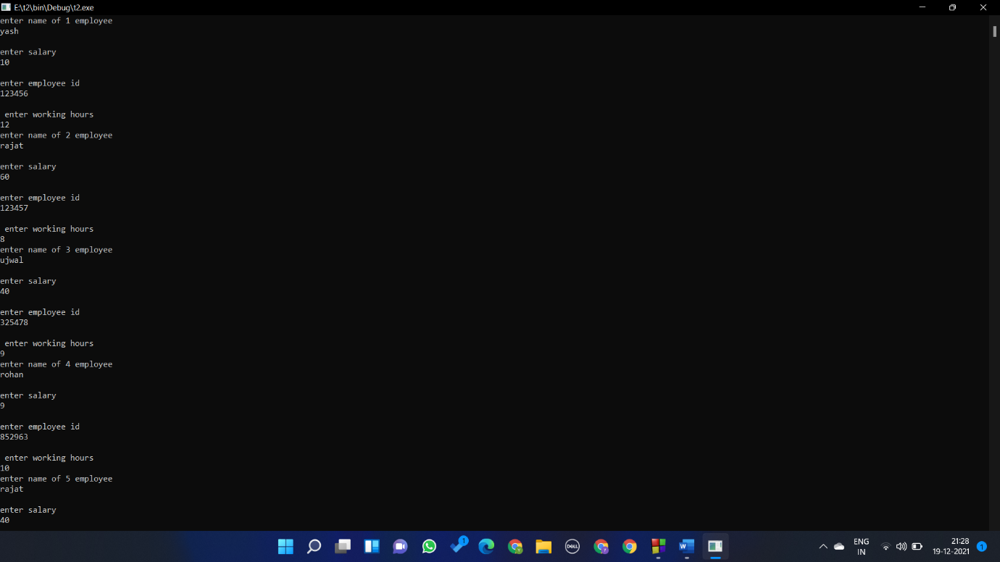 E:\t2\bin\Debug\t2.exe
enter name of 1 employee
yash
enter salary
10
enter employee id
123456
enter working hours
12
enter name of 2 employee
rajat
enter salary
60
enter employee id
123457
enter working hours
8
enter name of 3 employee
ujwal
enter salary
40
enter employee id
325478
enter working hours
9
enter name of 4 employee
rohan
enter salary
9
enter employee id
852963
enter working hours
10
enter name of 5 employee
rajat
enter salary
40
1
DELL
W
ENG
IN
21:28
19-12-2021
1